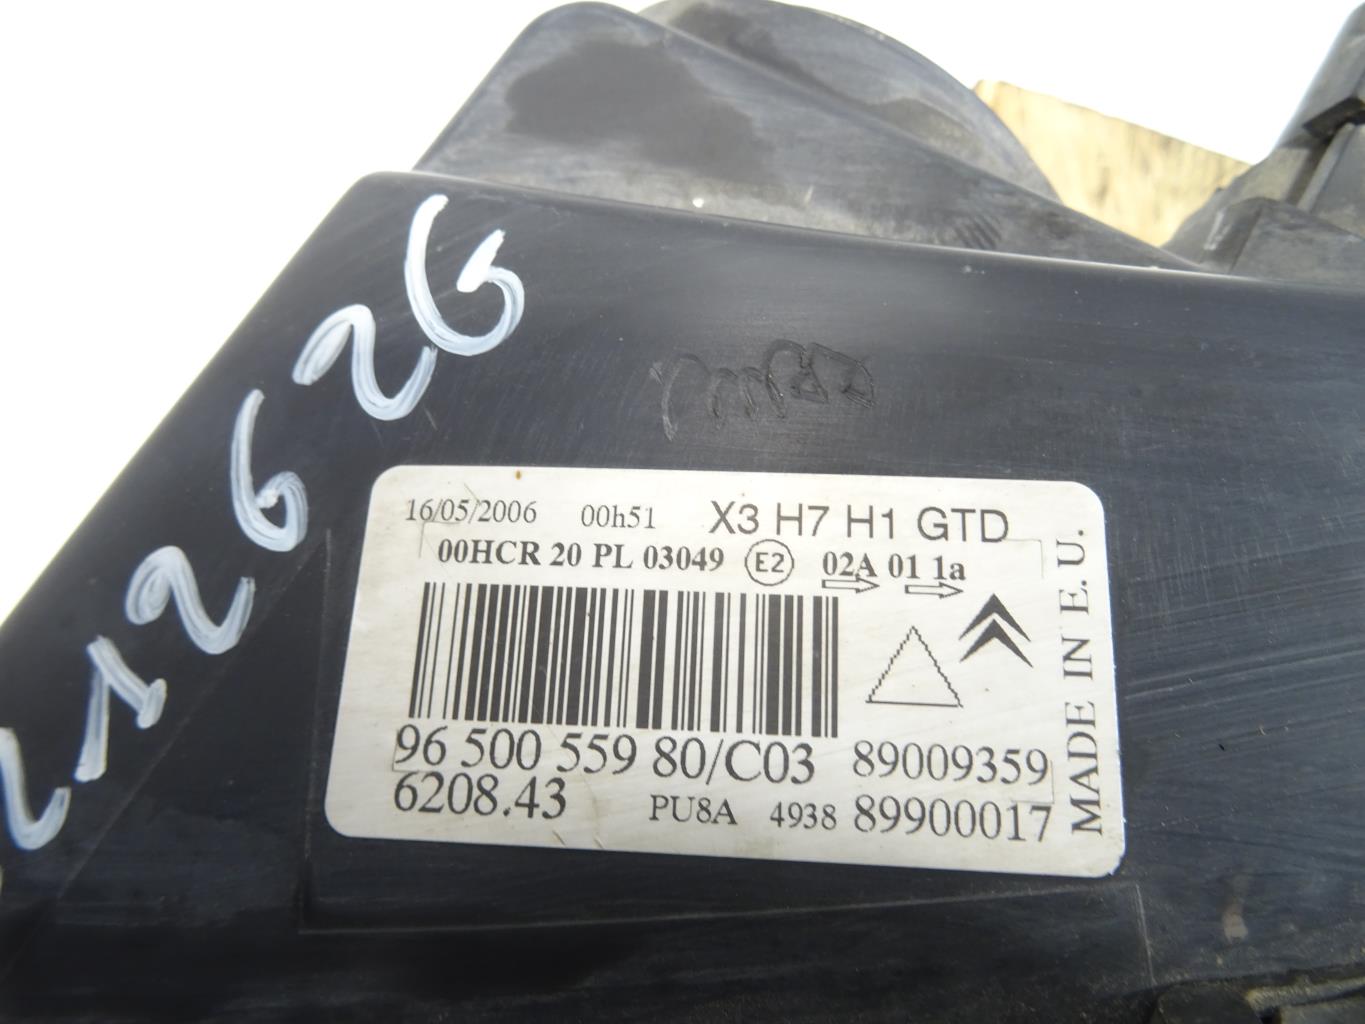 212626
16/05/2006 00h51 X3 H7 H1 GTD
00HCR 20 PL 03049 E2 02A 01 1a
96 500 559 80/C03 89009359
6208.43 PU8A 4938 89900017
MADE IN E.U.